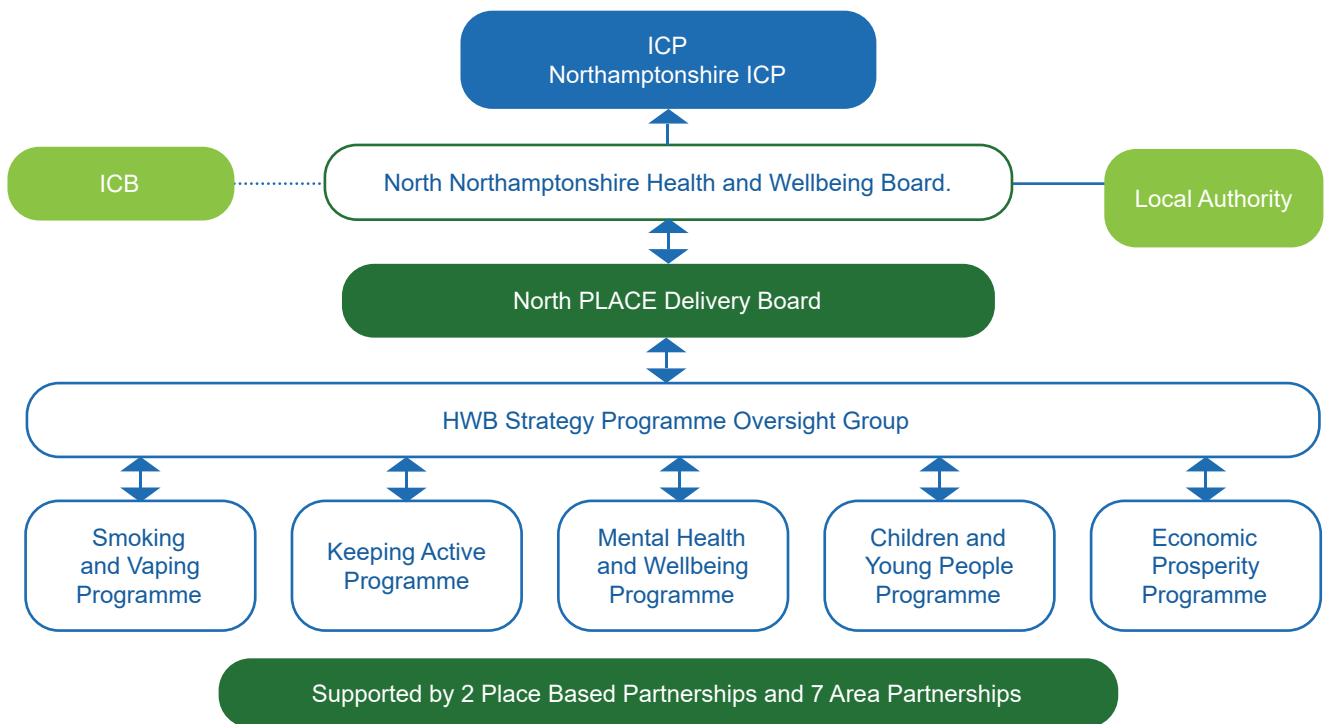 ICP
Northamptonshire ICP
ICB
North Northamptonshire Health and Wellbeing Board.
Local Authority
North PLACE Delivery Board
HWB Strategy Programme Oversight Group
Smoking
and Vaping
Programme
Keeping Active
Programme
Mental Health
and Wellbeing
Programme
Children and
Young People
Programme
Economic
Prosperity
Programme
Supported by 2 Place Based Partnerships and 7 Area Partnerships